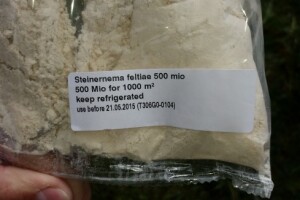 Steinernema feltiae 500 mio
500 Mio for 1000 m²
keep refrigerated
use before 21.05.2015 (T306G0-0104)